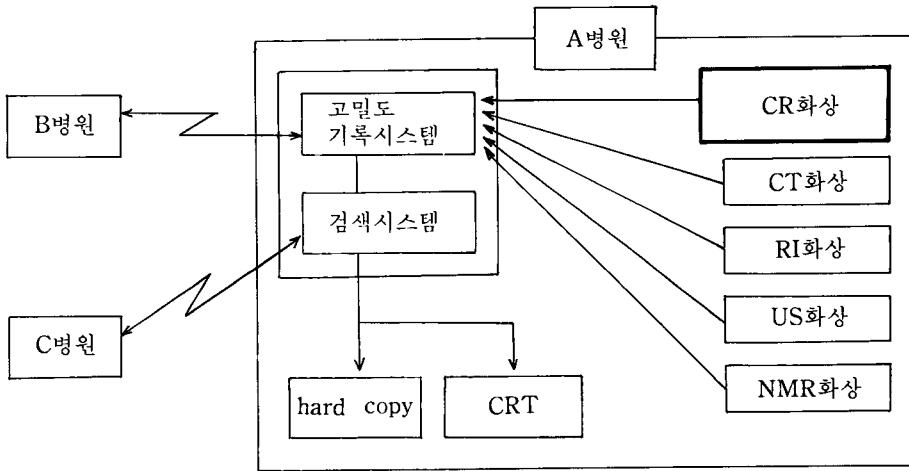 A병원
B병원
고밀도
기록시스템
CR화상
CT화상
검색시스템
RI화상
US화상
C병원
NMR화상
hard copy
CRT